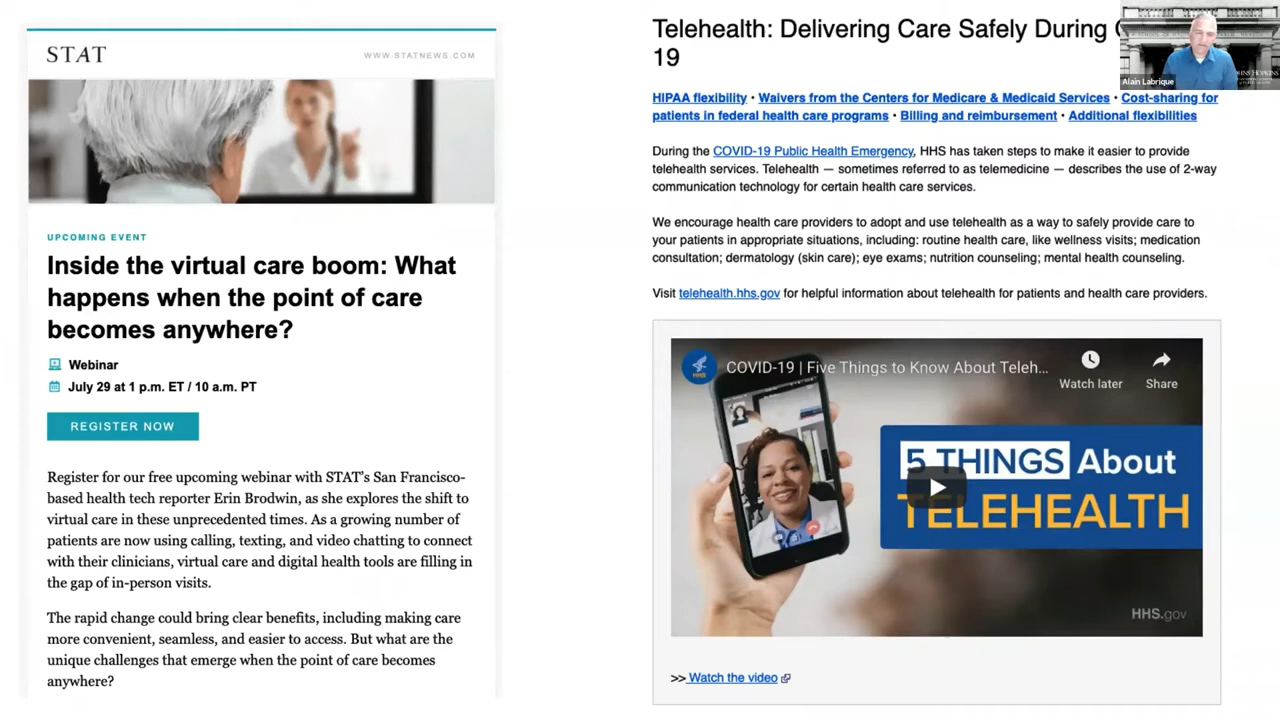 STAT
WWW.STATNEWS.COM
UPCOMING EVENT
Inside the virtual care boom: What
happens when the point of care
becomes anywhere?
Webinar
July 29 at 1 p.m. ET / 10 a.m. PT
REGISTER NOW
Register for our free upcoming webinar with STAT's San Francisco-
based health tech reporter Erin Brodwin, as she explores the shift to
virtual care in these unprecedented times. As a growing number of
patients are now using calling, texting, and video chatting to connect
with their clinicians, virtual care and digital health tools are filling in
the gap of in-person visits.
The rapid change could bring clear benefits, including making care
more convenient, seamless, and easier to access. But what are the
unique challenges that emerge when the point of care becomes
anywhere?
Telehealth: Delivering Care Safely During
19
HIPAA flexibility • Waivers from the Centers for Medicare & Medicaid Services • Cost-sharing for
patients in federal health care programs • Billing and reimbursement • Additional flexibilities
During the COVID-19 Public Health Emergency, HHS has taken steps to make it easier to provide
telehealth services. Telehealth — sometimes referred to as telemedicine — describes the use of 2-way
communication technology for certain health care services.
We encourage health care providers to adopt and use telehealth as a way to safely provide care to
your patients in appropriate situations, including: routine health care, like wellness visits; medication
consultation; dermatology (skin care); eye exams; nutrition counseling; mental health counseling.
Visit telehealth.hhs.gov for helpful information about telehealth for patients and health care providers.
COVID-19 | Five Things to Know About Teleh...
Watch later
Share
5 THINGS About
TELEHEALTH
HHS.gov
>> Watch the video
Alain Labrique